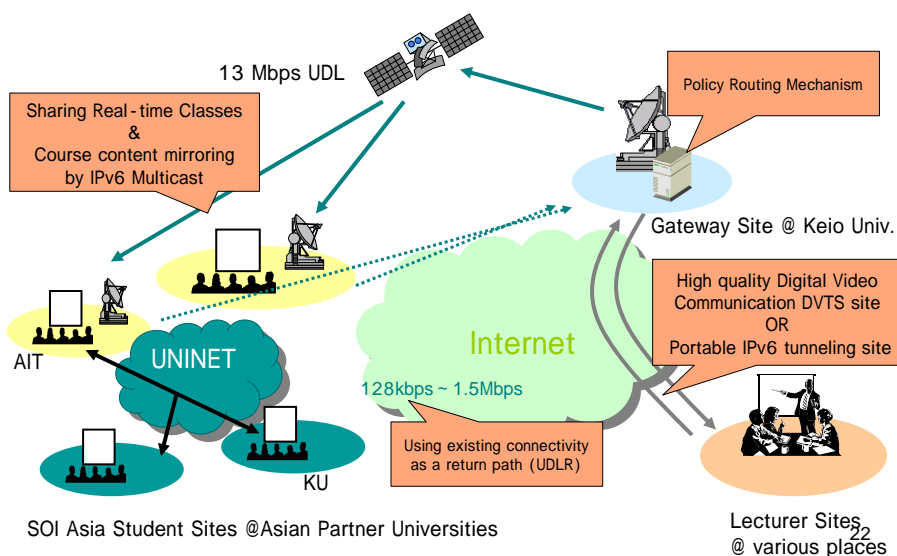 13 Mbps UDL
Policy Routing Mechanism
Sharing Real-time Classes
&
Course content mirroring
by IPv6 Multicast
Gateway Site @ Keio Univ.
High quality Digital Video
Communication DVTS site
OR
Portable IPv6 tunneling site
Internet
UNINET
AIT
128kbps ~ 1.5Mbps
Using existing connectivity
as a return path (UDLR)
KU
SOI Asia Student Sites @Asian Partner Universities
Lecturer Sites
@ various places
22